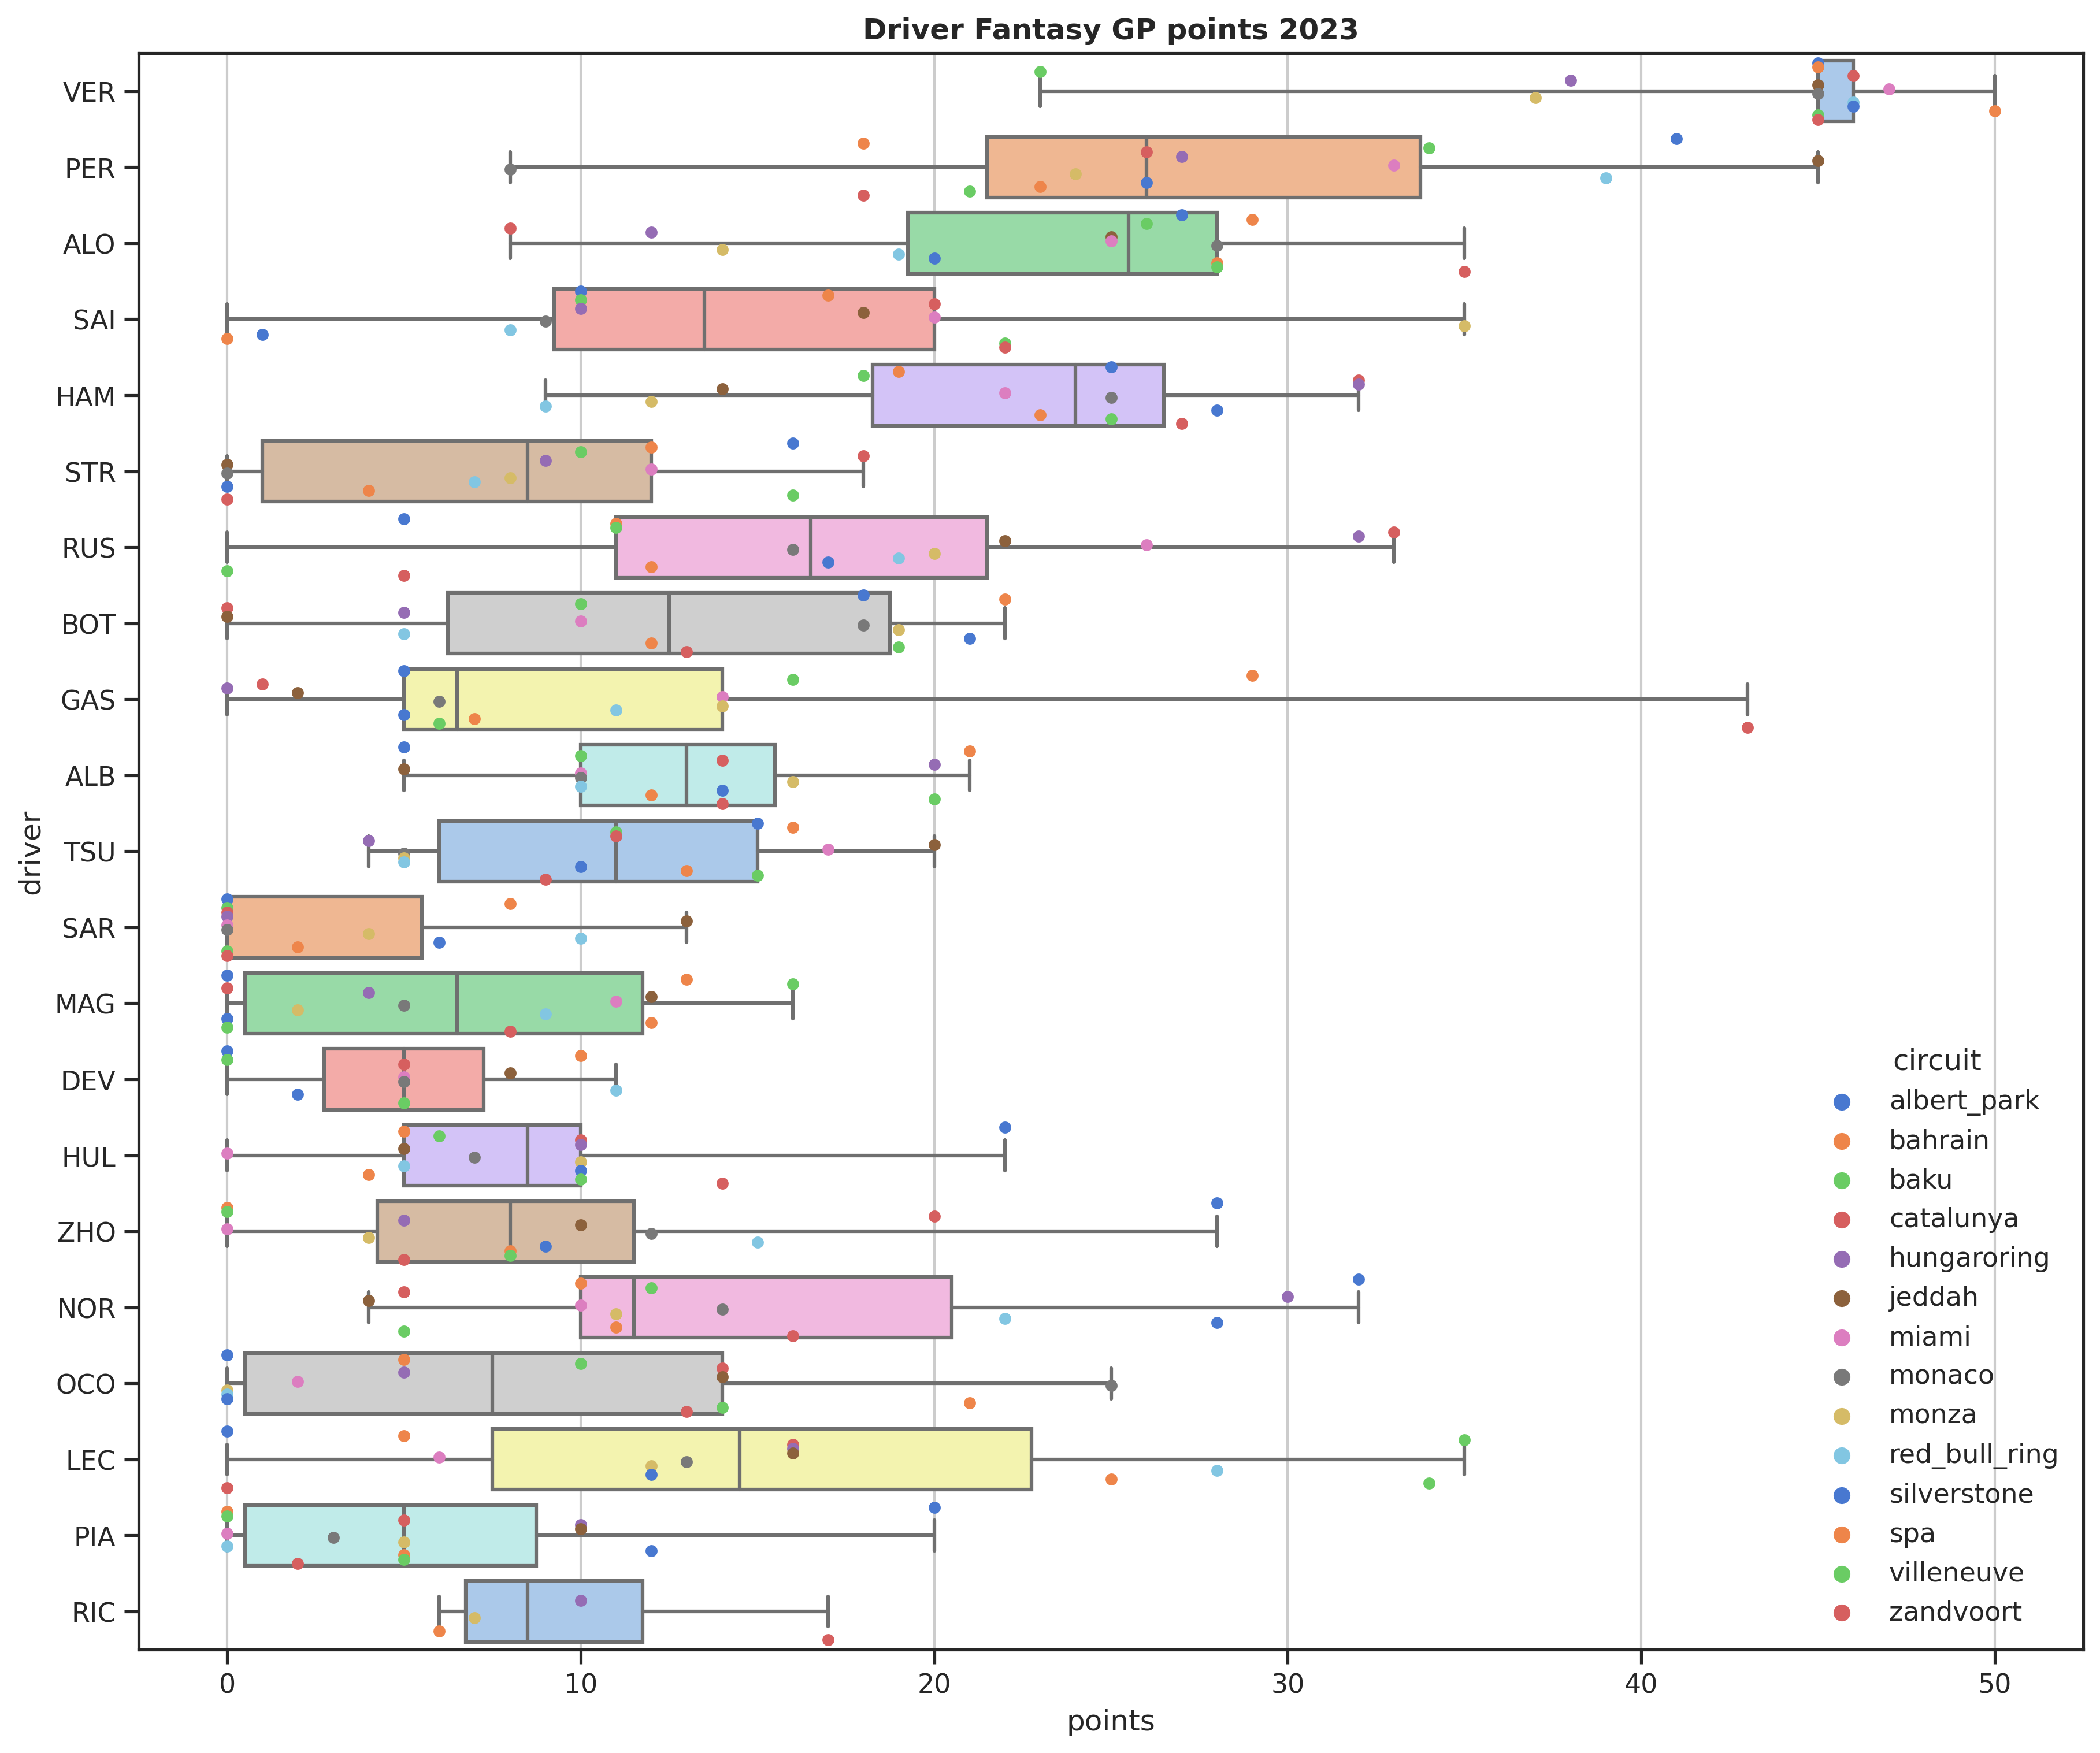 Driver Fantasy GP points 2023
driver
VER
PER
ALO
SAI
HAM
STR
RUS
BOT
GAS
ALB
TSU
SAR
MAG
DEV
HUL
ZHO
NOR
OCO
LEC
PIA
RIC
circuit
albert_park
bahrain
baku
catalunya
hungaroring
jeddah
miami
monaco
monza
red_bull_ring
silverstone
spa
villeneuve
zandvoort
0 10 20 30 40 50
points